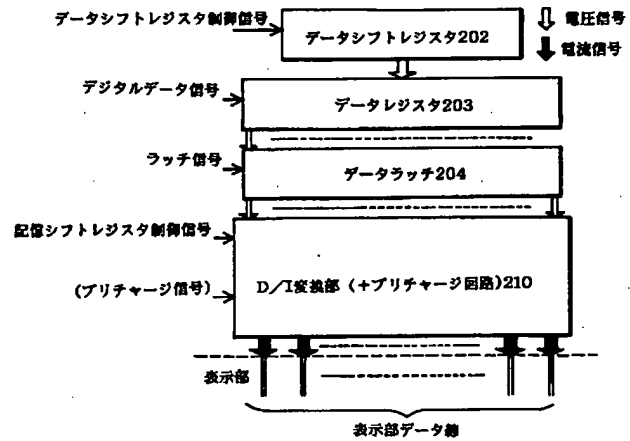 データシフトレジスタ制御信号
データシフトレジスタ202
電圧信号
電流信号
デジタルデータ信号
データレジスタ203
ラッチ信号
データラッチ204
記憶シフトレジスタ制御信号
(プリチャージ信号)
D/I変換部 (+プリチャージ回路)210
表示部
表示部データ線